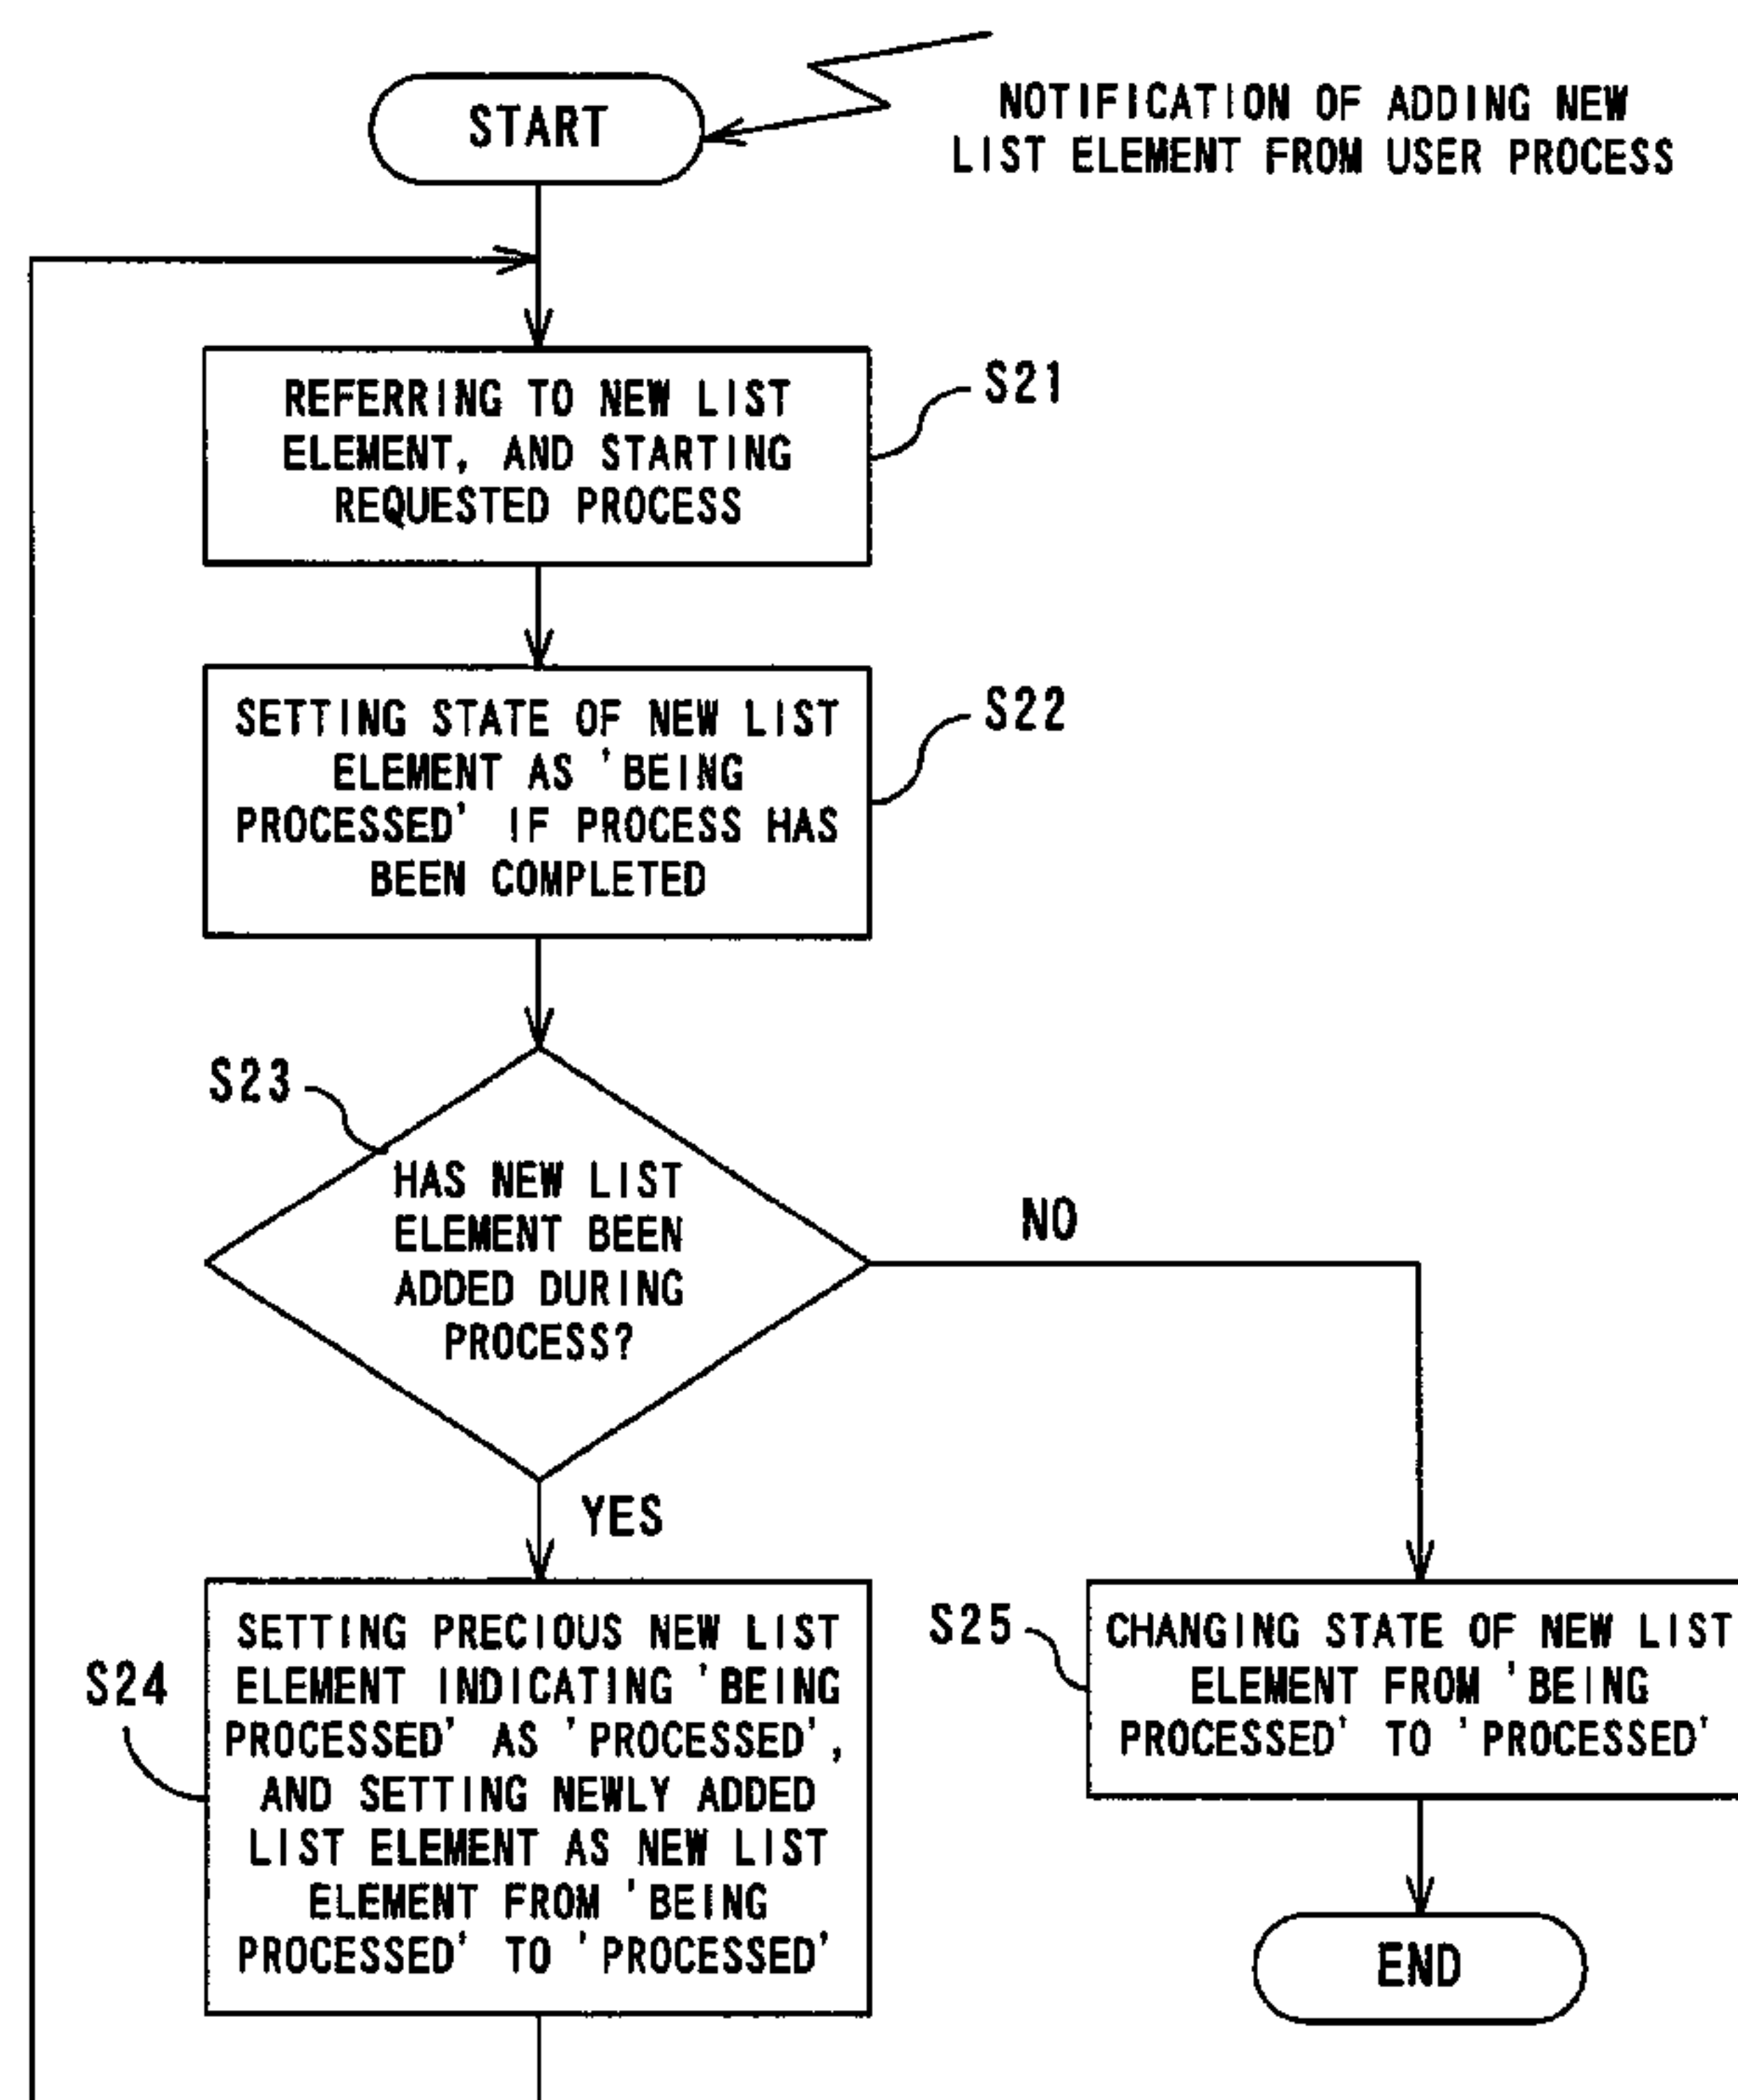 START
NOTIFICATION OF ADDING NEW
LIST ELEMENT FROM USER PROCESS
REFERRING TO NEW LIST
ELEMENT, AND STARTING
REQUESTED PROCESS
S21
SETTING STATE OF NEW LIST
ELEMENT AS 'BEING
PROCESSED' IF PROCESS HAS
BEEN COMPLETED
S22
S23
HAS NEW LIST
ELEMENT BEEN
ADDED DURING
PROCESS?
NO
YES
SETTING PRECIOUS NEW LIST
ELEMENT INDICATING 'BEING
PROCESSED' AS 'PROCESSED',
AND SETTING NEWLY ADDED
LIST ELEMENT AS NEW LIST
ELEMENT FROM 'BEING
PROCESSED' TO 'PROCESSED'
S24
S25
CHANGING STATE OF NEW LIST
ELEMENT FROM 'BEING
PROCESSED' TO 'PROCESSED'
END